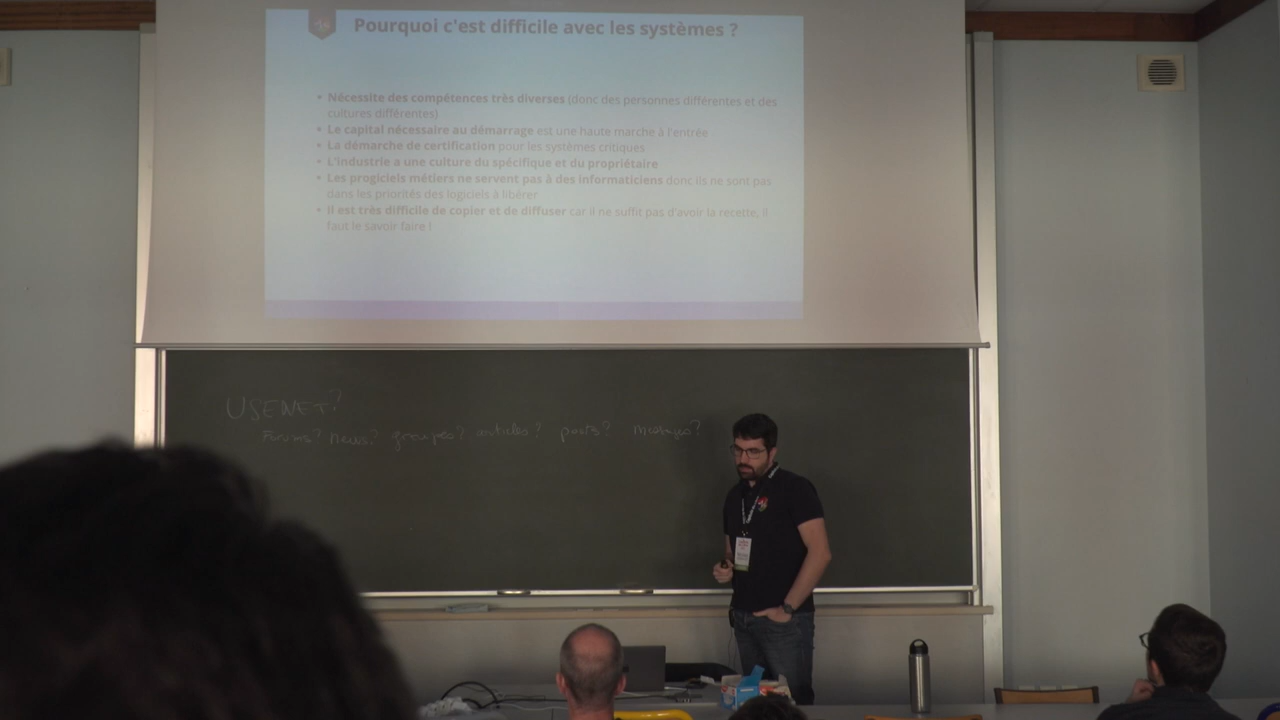 Pourquoi c'est difficile avec les systèmes ?
• Nécessite des compétences très diverses (donc des personnes différentes et des
cultures différentes)
• Le capital nécessaire au démarrage est une haute marche à l'entrée
• La démarche de certification pour les systèmes critiques
• L'industrie a une culture du spécifique et du propriétaire
• Les progiciels métiers ne servent pas à des informaticiens donc ils ne sont pas
dans les priorités des logiciels à libérer
• Il est très difficile de copier et de diffuser car il ne suffit pas d'avoir la recette, il
faut le savoir faire !
USENET?
Forums? News? groupes? articles? posts? messages?